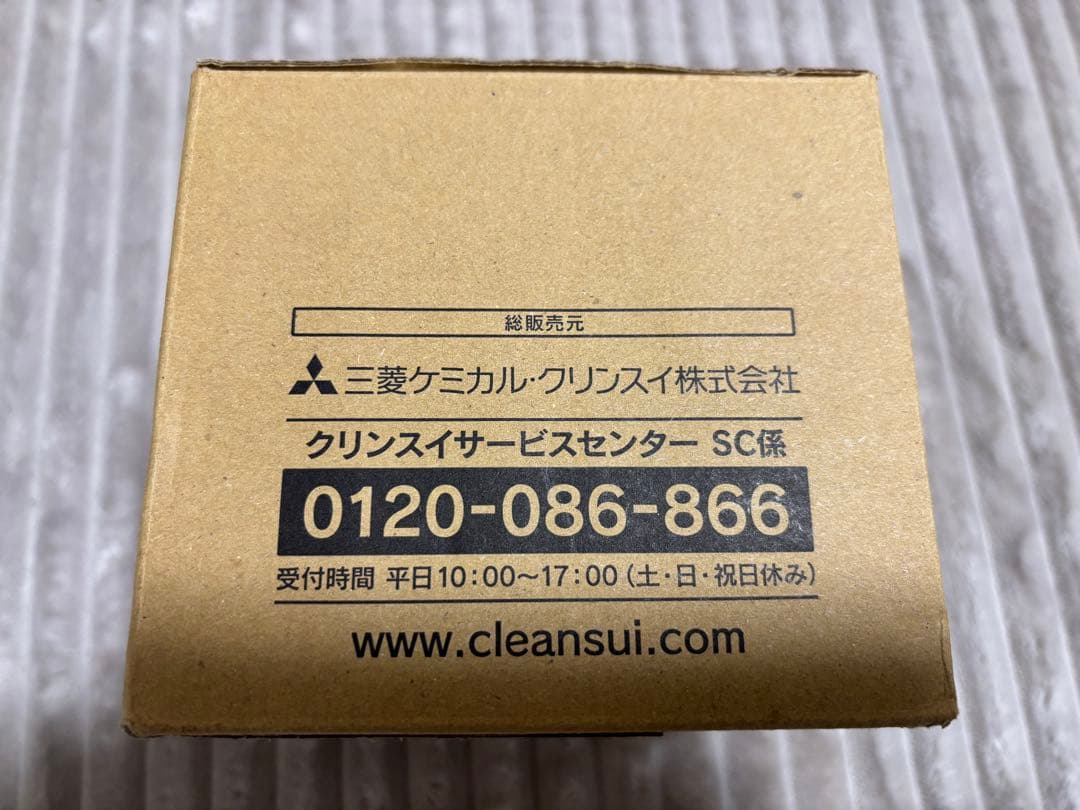 総販売元
三菱ケミカル・クリンスイ株式会社
クリンスイサービスセンター SC係
0120-086-866
受付時間 平日10:00～17:00(土・日・祝日休み)
www.cleansui.com